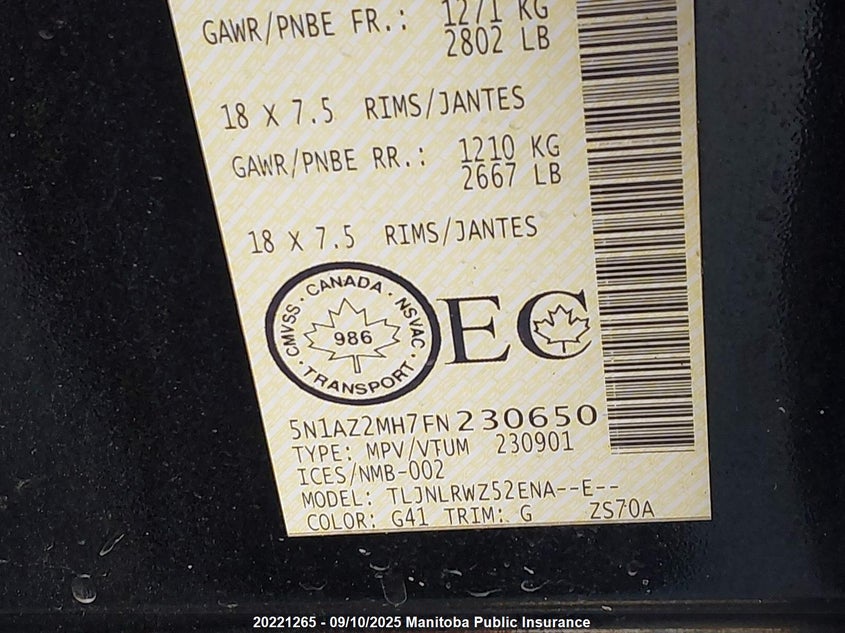 GAWR/PNBE FR.: 1271 KG
2802 LB
18 X 7.5 RIMS/JANTES
GAWR/PNBE RR.: 1210 KG
2667 LB
18 X 7.5 RIMS/JANTES
CANADA · NSVAC · TRANSPORT · CMVSS ·
986
EC
5N1AZ2MH7FN230650
TYPE: MPV/VTUM 230901
ICES/NMB-002
MODEL: TLJNLRWZ52ENA--E--
COLOR: G41 TRIM: G ZS70A
20221265 - 09/10/2025 Manitoba Public Insurance